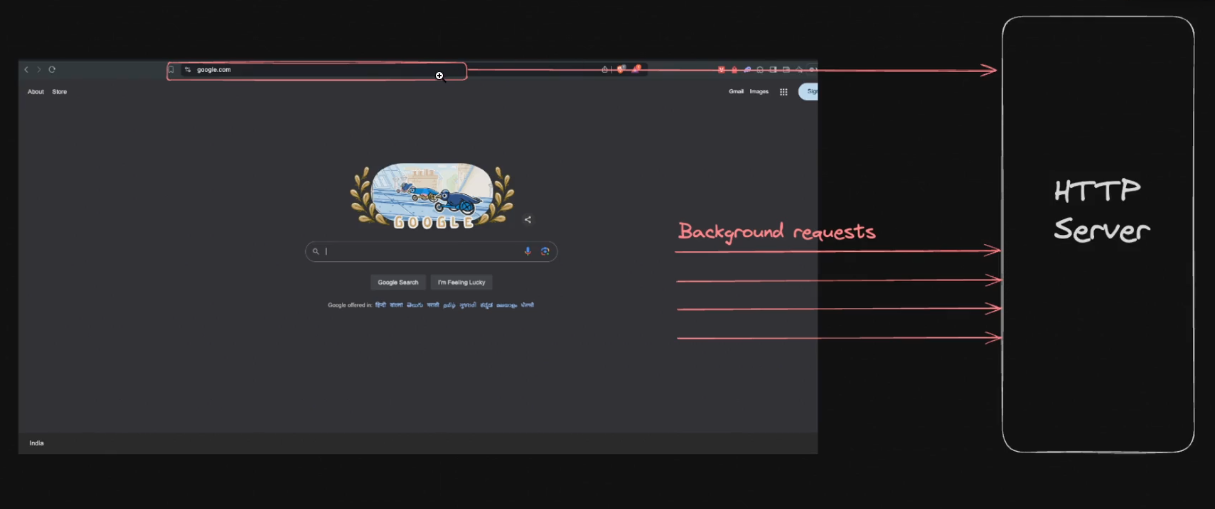 google.com
About Store
Gmail Images
Sign
GOOGLE
Background requests
HTTP
Server
Google Search I'm Feeling Lucky
Google offered in: हिन्दी বাংলা తెలుగు मराठी தமிழ் ગુજરાતી ಕನ್ನಡ മലയാളം ਪੰਜਾਬੀ
India